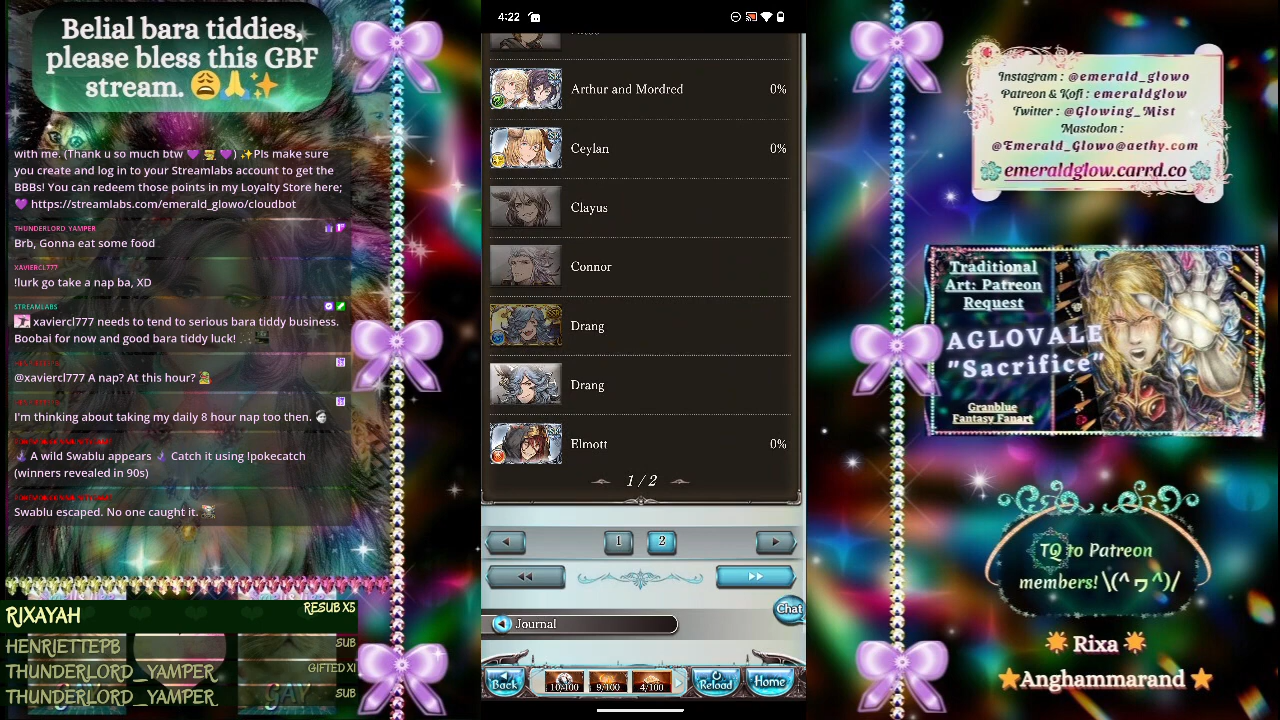 Belial bara tiddies,
please bless this GBF
stream. 😩🙏✨
with me. (Thank u so much btw 💜 💜) ✨Pls make sure
you create and log in to your Streamlabs account to get the
BBBs! You can redeem those points in my Loyalty Store here;
💜 https://streamlabs.com/emerald_glowo/cloudbot
THUNDERLORD_YAMPER
Brb, Gonna eat some food
XAVIERCL777
!lurk go take a nap ba, XD
STREAMLABS
xaviercl777 needs to tend to serious bara tiddy business.
Boobai for now and good bara tiddy luck!
@xaviercl777 A nap? At this hour?
I'm thinking about taking my daily 8 hour nap too then.
A wild Swablu appears Catch it using !pokecatch
(winners revealed in 90s)
Swablu escaped. No one caught it.
RIXAYAH
RESUB X5
HENRIETTEPB
SUB
THUNDERLORD_YAMPER
GIFTED X1
THUNDERLORD_YAMPER
SUB
GAY
4:22
Arthur and Mordred 0%
Ceylan 0%
Clayus
Connor
Drang
Drang
Elmott 0%
1 / 2
1 2
Chat
Journal
Back
10/100
9/100
4/100
Reload
Home
Instagram : @emerald_glowo
Patreon & Kofi : emeraldglow
Twitter : @Glowing_Mist
Mastodon :
@Emerald_Glowo@aethy.com
emeraldglow.carrd.co
Traditional
Art: Patreon
Request
AGLOVALE
"Sacrifice"
Granblue
Fantasy Fanart
TQ to Patreon
members! \(^ ヮ^)/
Rixa
Anghammarand